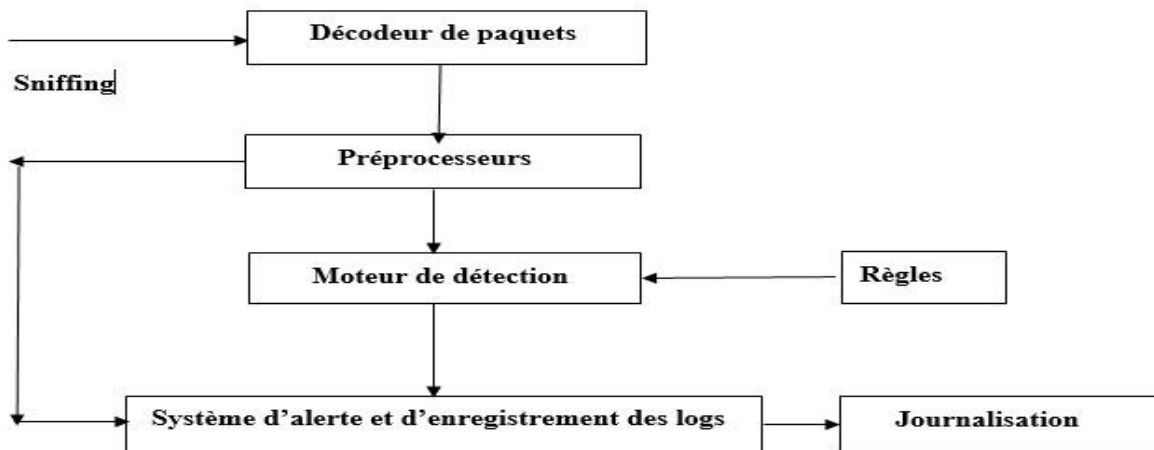 Décodeur de paquets
Sniffing
Préprocesseurs
Moteur de détection
Règles
Système d’alerte et d’enregistrement des logs
Journalisation